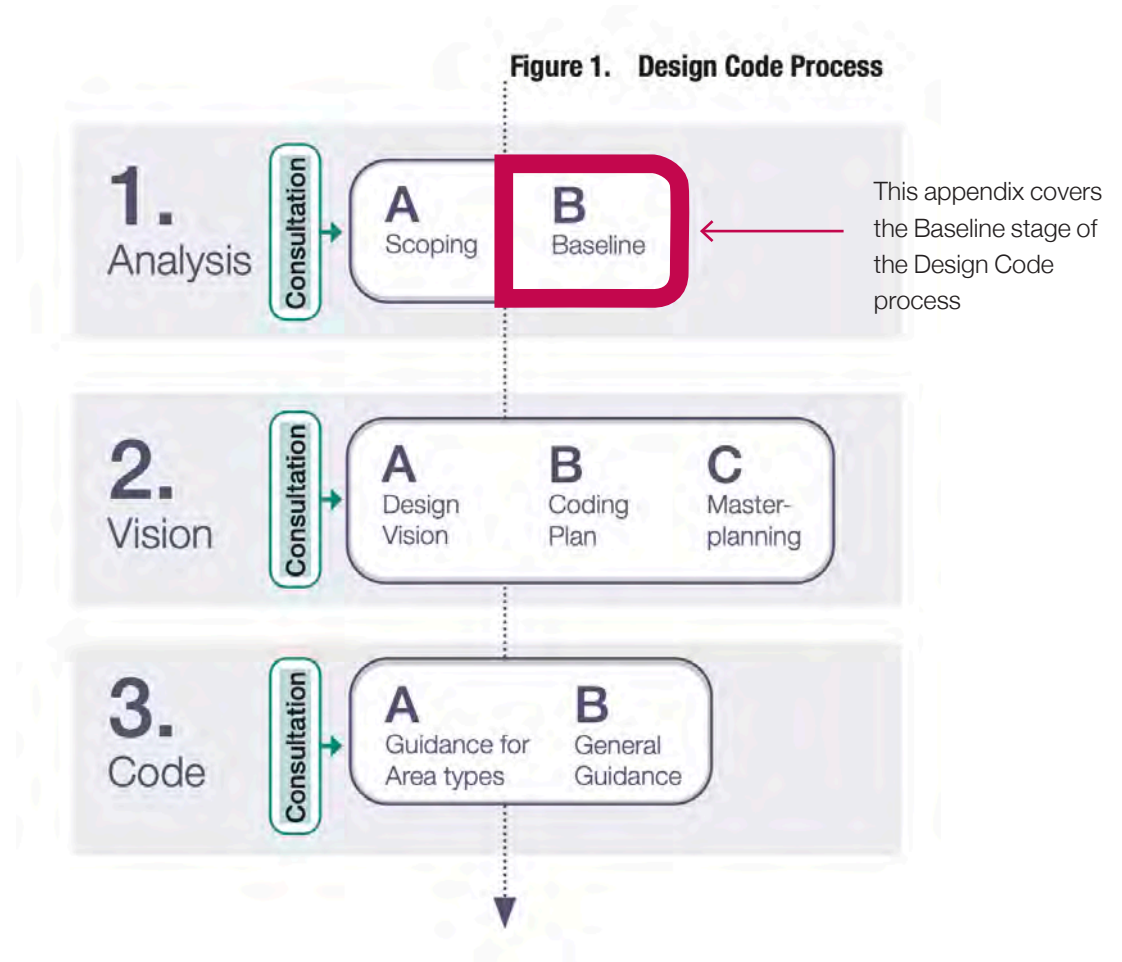 Figure 1. Design Code Process
1.
Analysis
Consultation
A
Scoping
B
Baseline
This appendix covers
the Baseline stage of
the Design Code
process
2.
Vision
Consultation
A
Design
Vision
B
Coding
Plan
C
Master-
planning
3.
Code
Consultation
A
Guidance for
Area types
B
General
Guidance